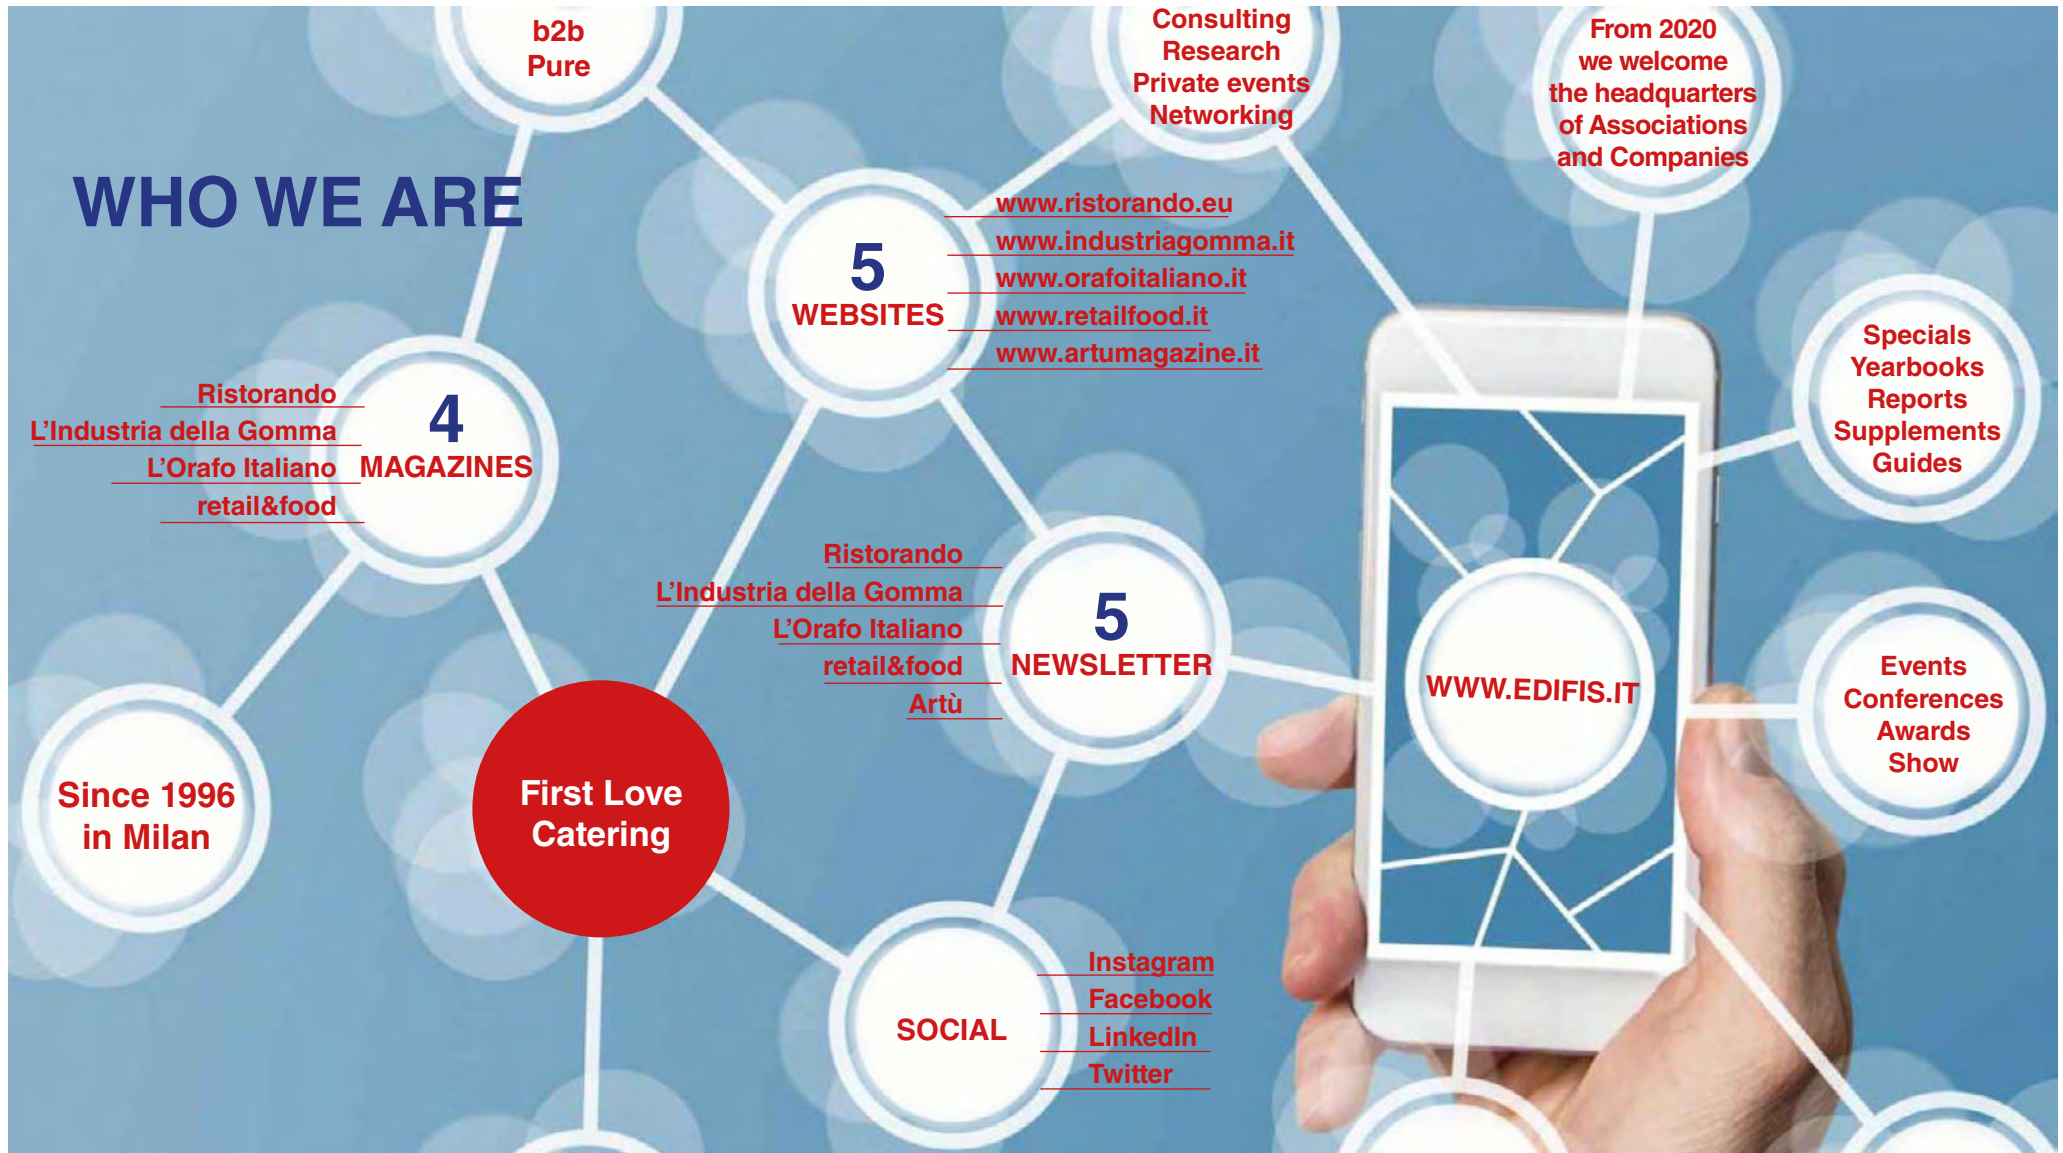 b2b
Pure
Consulting
Research
Private events
Networking
From 2020
we welcome
the headquarters
of Associations
and Companies
WHO WE ARE
5
WEBSITES
www.ristorando.eu
www.industriagomma.it
www.orafoitaliano.it
www.retailfood.it
www.artumagazine.it
Specials
Yearbooks
Reports
Supplements
Guides
Ristorando
L'Industria della Gomma
L'Orafo Italiano
retail&food
4
MAGAZINES
Ristorando
L'Industria della Gomma
L'Orafo Italiano
retail&food
Artù
5
NEWSLETTER
WWW.EDIFIS.IT
Events
Conferences
Awards
Show
Since 1996
in Milan
First Love
Catering
SOCIAL
Instagram
Facebook
LinkedIn
Twitter